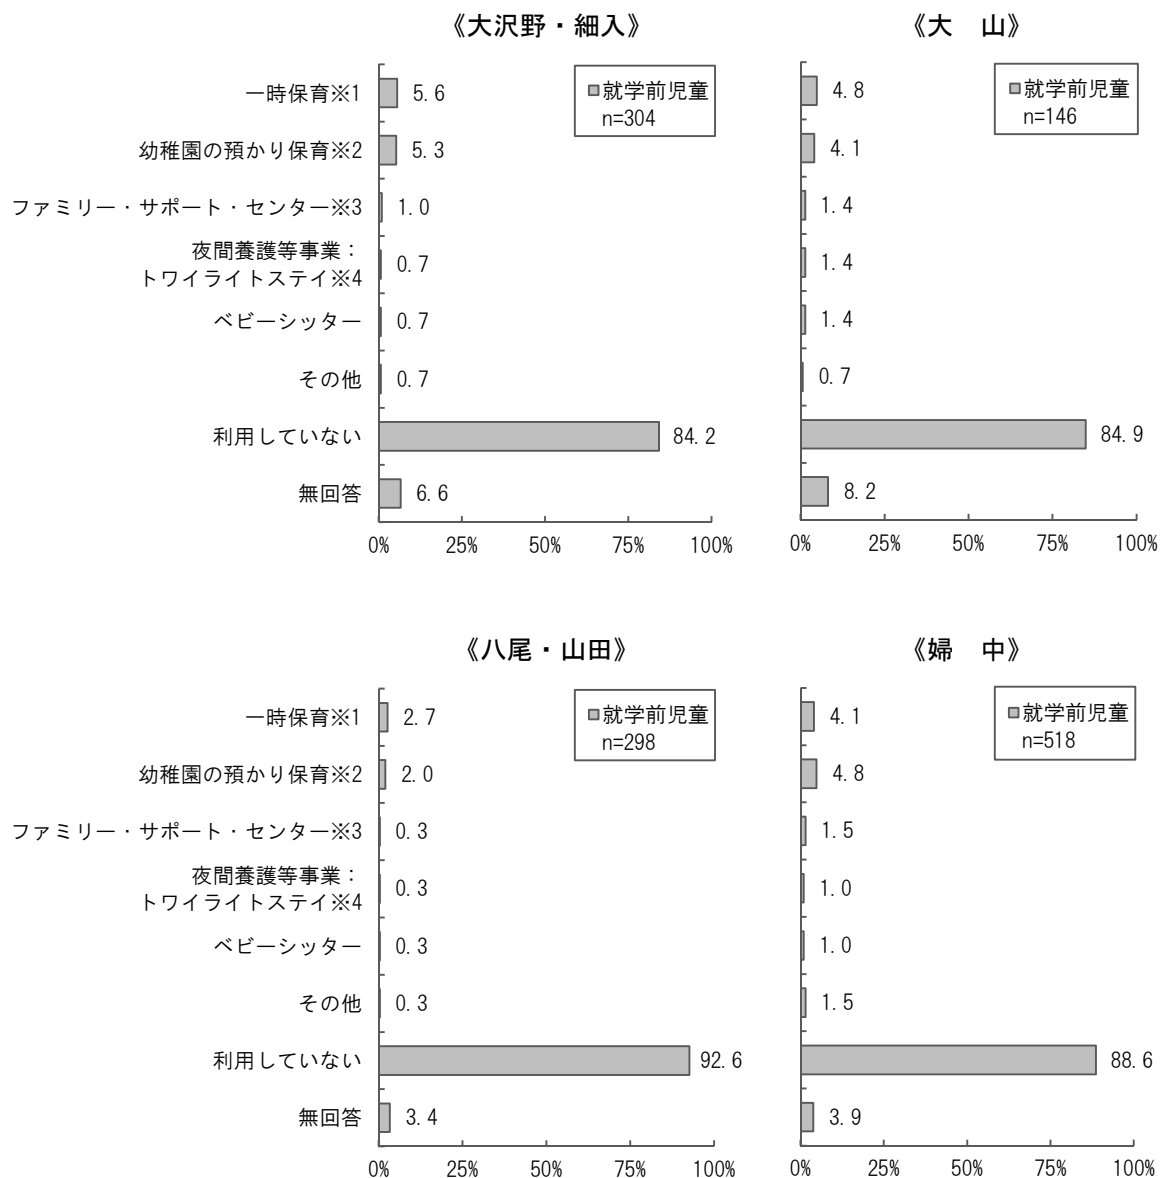 《大沢野・細入》
就学前児童
n=304
一時保育※1 5.6
幼稚園の預かり保育※2 5.3
ファミリー・サポート・センター※3 1.0
夜間養護等事業：
トワイライトステイ※4 0.7
ベビーシッター 0.7
その他 0.7
利用していない 84.2
無回答 6.6
0% 25% 50% 75% 100%
《大　山》
就学前児童
n=146
4.8
4.1
1.4
1.4
1.4
0.7
84.9
8.2
0% 25% 50% 75% 100%
《八尾・山田》
就学前児童
n=298
一時保育※1 2.7
幼稚園の預かり保育※2 2.0
ファミリー・サポート・センター※3 0.3
夜間養護等事業：
トワイライトステイ※4 0.3
ベビーシッター 0.3
その他 0.3
利用していない 92.6
無回答 3.4
0% 25% 50% 75% 100%
《婦　中》
就学前児童
n=518
4.1
4.8
1.5
1.0
1.0
1.5
88.6
3.9
0% 25% 50% 75% 100%